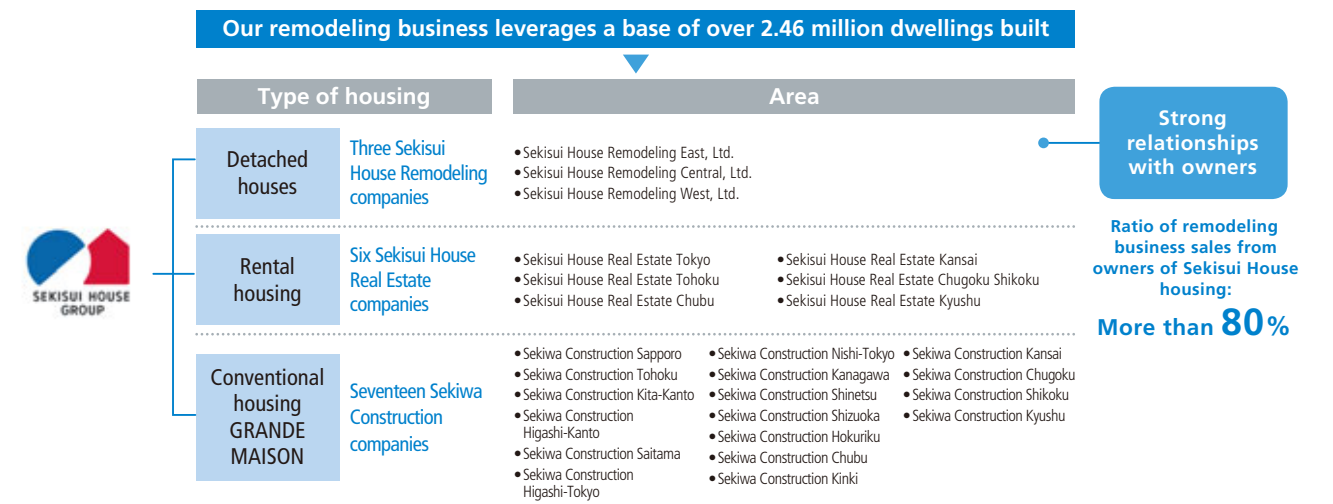 Our remodeling business leverages a base of over 2.46 million dwellings built
Type of housing
Area
SEKISUI HOUSE
GROUP
Detached
houses
Three Sekisui
House Remodeling
companies
•Sekisui House Remodeling East, Ltd.
•Sekisui House Remodeling Central, Ltd.
•Sekisui House Remodeling West, Ltd.
Rental
housing
Six Sekisui House
Real Estate
companies
•Sekisui House Real Estate Tokyo
•Sekisui House Real Estate Tohoku
•Sekisui House Real Estate Chubu
•Sekisui House Real Estate Kansai
•Sekisui House Real Estate Chugoku Shikoku
•Sekisui House Real Estate Kyushu
Conventional
housing
GRANDE
MAISON
Seventeen Sekiwa
Construction
companies
•Sekiwa Construction Sapporo
•Sekiwa Construction Tohoku
•Sekiwa Construction Kita-Kanto
•Sekiwa Construction
Higashi-Kanto
•Sekiwa Construction Saitama
•Sekiwa Construction
Higashi-Tokyo
•Sekiwa Construction Nishi-Tokyo
•Sekiwa Construction Kanagawa
•Sekiwa Construction Shinetsu
•Sekiwa Construction Shizuoka
•Sekiwa Construction Hokuriku
•Sekiwa Construction Chubu
•Sekiwa Construction Kinki
•Sekiwa Construction Kansai
•Sekiwa Construction Chugoku
•Sekiwa Construction Shikoku
•Sekiwa Construction Kyushu
Strong
relationships
with owners
Ratio of remodeling
business sales from
owners of Sekisui House
housing:
More than 80%